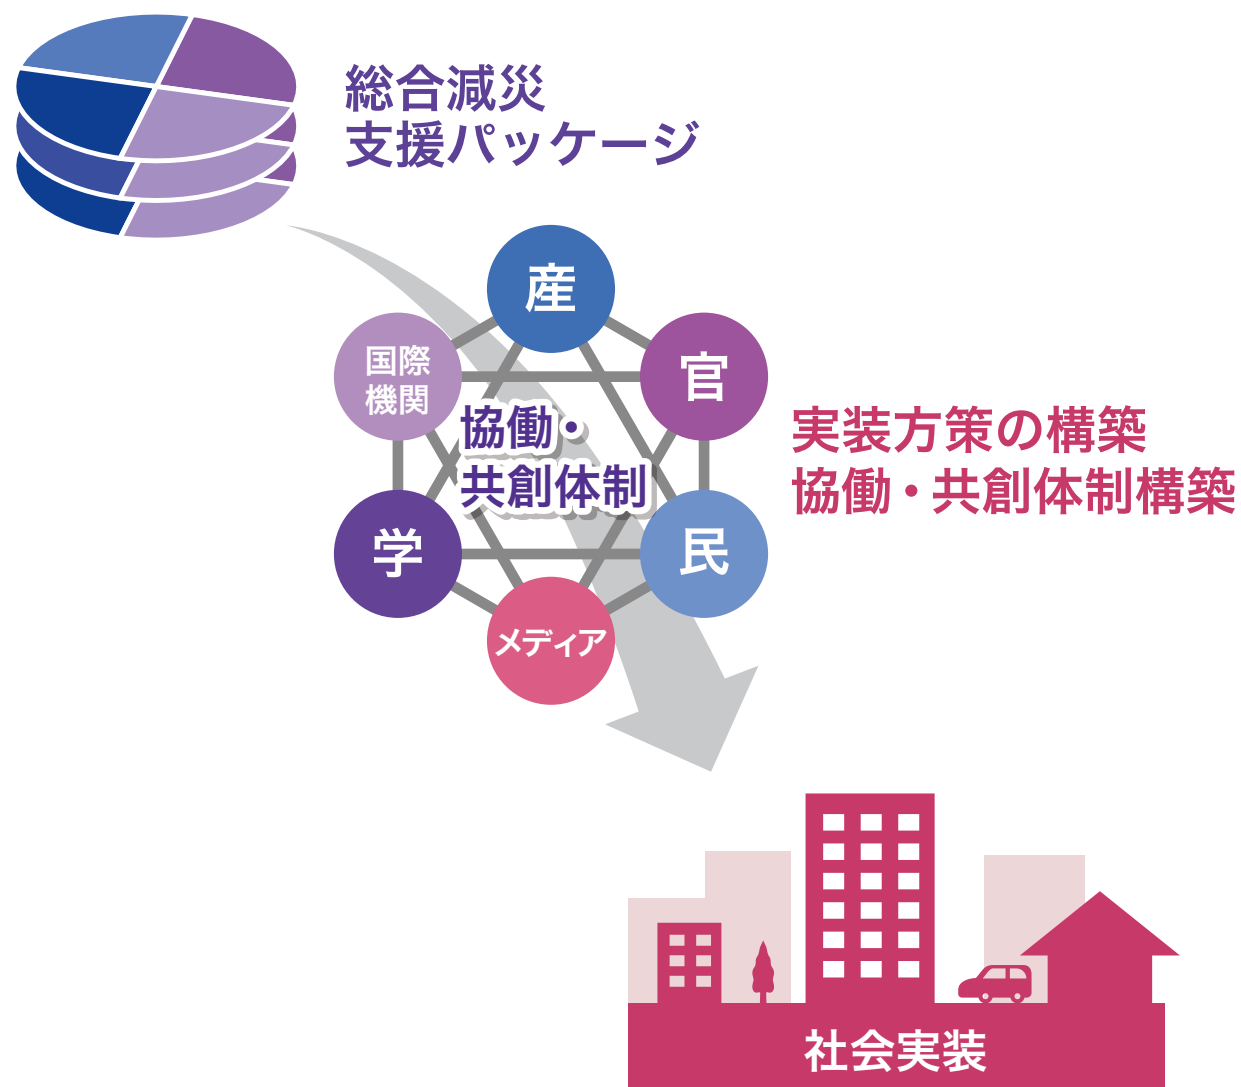 総合減災
支援パッケージ
産
国際
機関
官
協働・
共創体制
実装方策の構築
協働・共創体制構築
学
民
メディア
社会実装